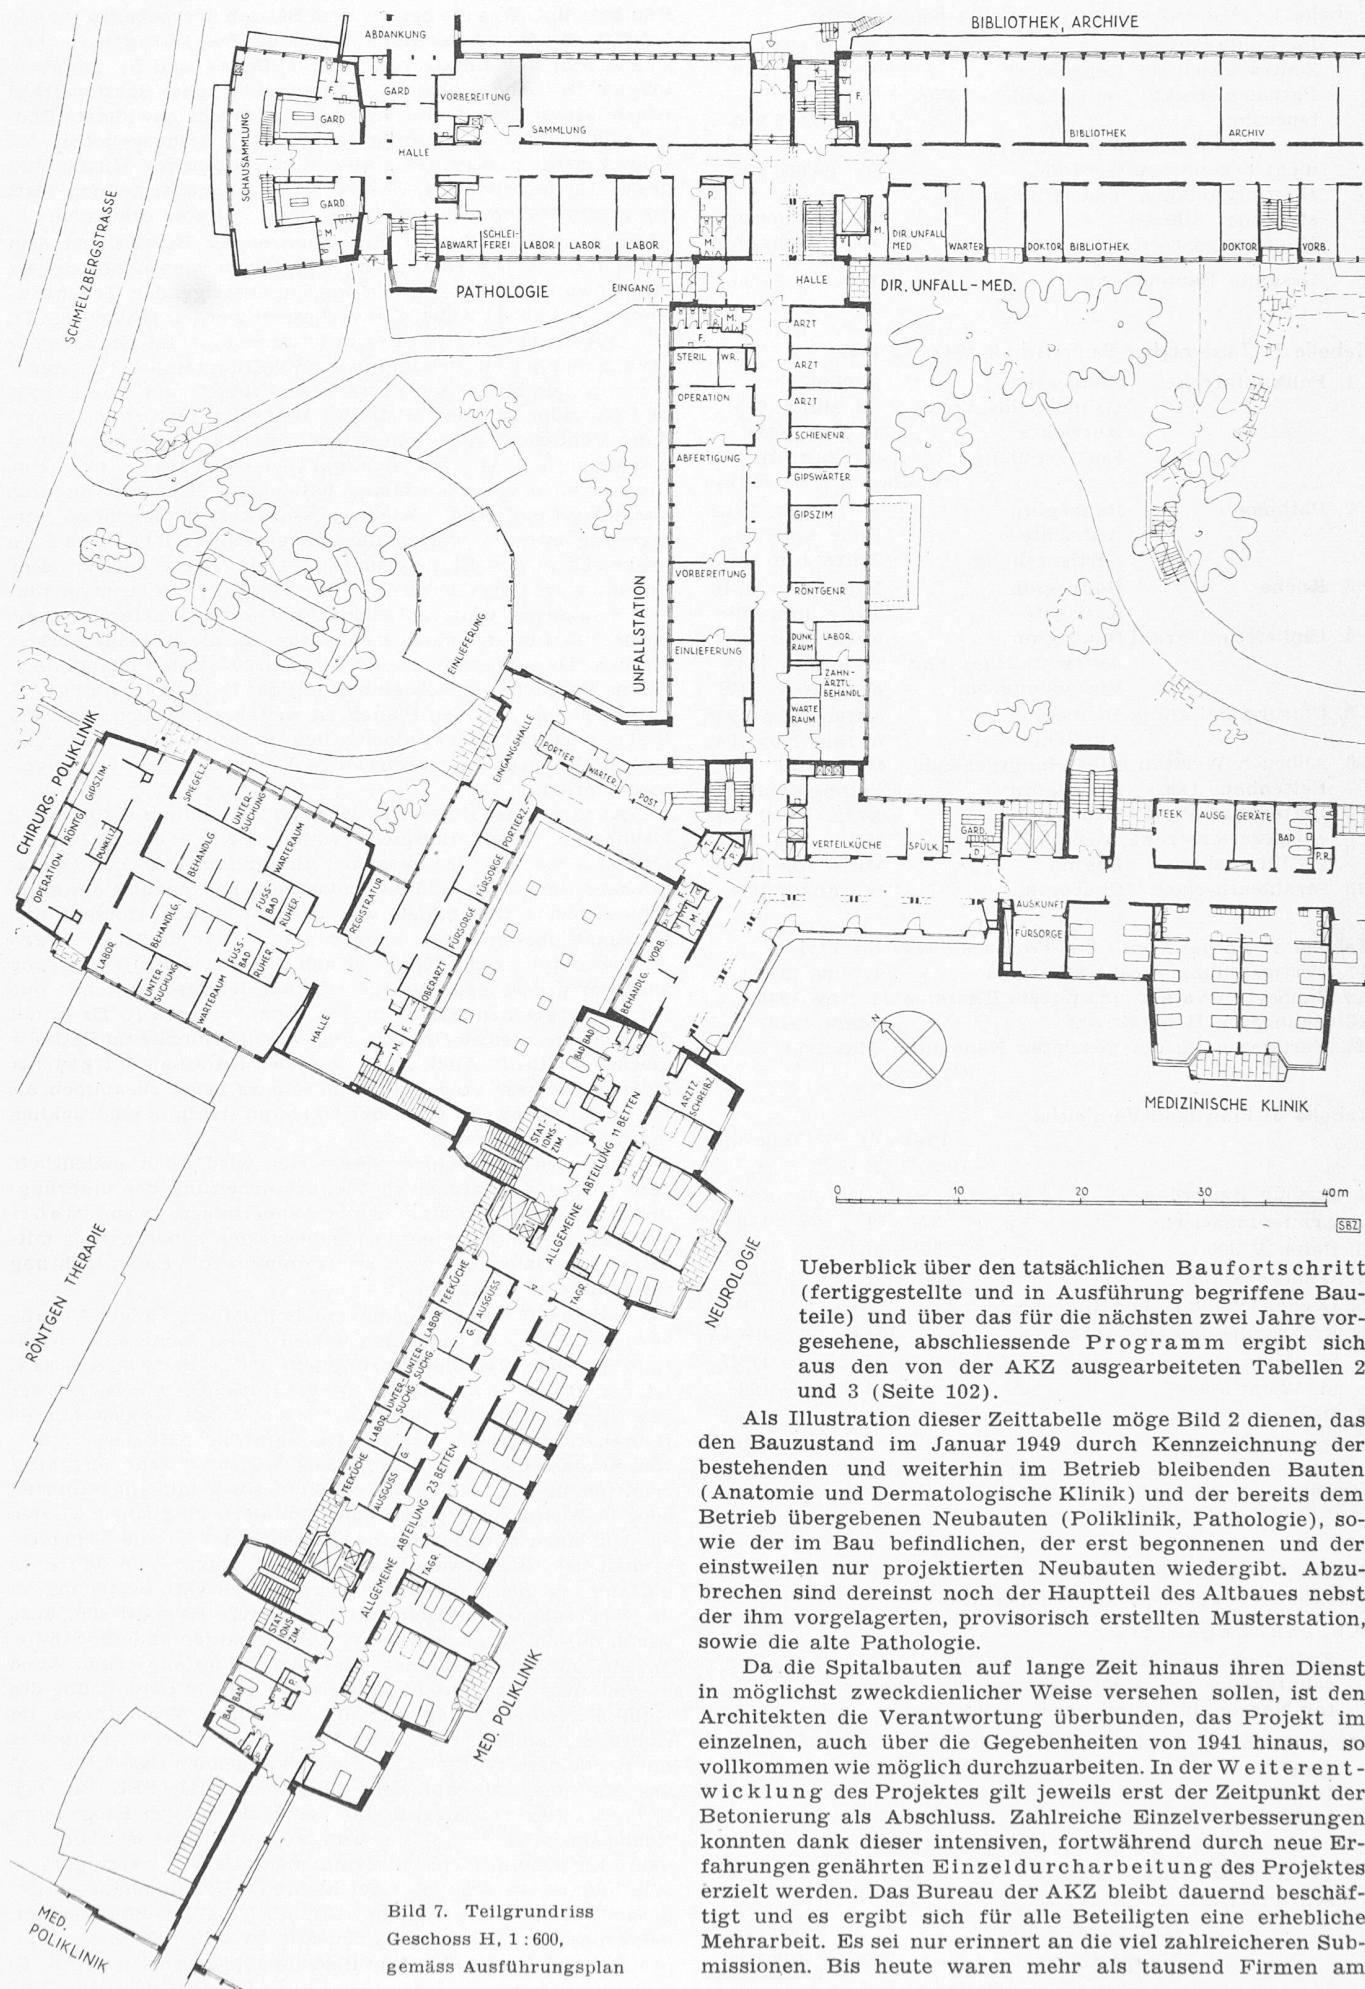 BIBLIOTHEK, ARCHIVE
ABDANKUNG
GARD
VORBEREITUNG
SAMMLUNG
F.
GARD
SCHAUSAMMLUNG
HALLE
GARD.
M.
F.
BIBLIOTHEK
ARCHIV
SCHMELZBERGSTRASSE
ABWART
SCHLEI-
FEREI
LABOR.
LABOR
LABOR
P
M.
M.
DIR. UNFALL
MED
WARTER
DOKTOR
BIBLIOTHEK
DOKTOR
VORB.
PATHOLOGIE
EINGANG
HALLE
DIR. UNFALL-MED.
M.
F.
ARZT
STERIL
WR.
ARZT
OPERATION
ARZT
SCHIENENR
ABFERTIGUNG
GIPSWÄRTER
GIPSZIM
VORBEREITUNG
RÖNTGENR
UNFALLSTATION
DUNK
RAUM
LABOR.
EINLIEFERUNG
EINLIEFERUNG
ZAHN-
ÄRZTL.
BEHANDL
WARTE
RAUM
EINGANGSHALLE
PORTIER
WARTER
POST
CHIRURG. POLIKLINIK
GIPSZIM.
RÖNTG
DUNKELZ
OPERATION
SPIEGELZ.
UNTER-
SUCHUNG
BEHANDLG
WARTERAUM
FUSS-
BAD
RUHER
REGISTRATUR
PORTIERZ
FÜRSORGE
FÜRSORGE
OBERARZT
BEHANDLG.
FUSS-
BAD
RUHER
LABOR
UNTER-
SUCHUNG
WARTERAUM
HALLE
M.
F.
VERTEILKÜCHE
SPÜLK
GARD.
D
TEEK
AUSG
GERÄTE
BAD
P.R.
T.
T.
P.
M
AUSKUNFT
FÜRSORGE
VORB.
BEHANDLG.
MEDIZINISCHE KLINIK
N
BAD
BAD
STAT-
IONS-
ZIM.
ARZTZ
SCHREIBZ.
ALLGEMEINE ABTEILUNG 11 BETTEN
NEUROLOGIE
RÖNTGEN THERAPIE
TEEKÜCHE
AUSGUSS
LABOR
G.
TAGR.
UNTER-
SUCHG
UNTER-
SUCHG
LABOR
G.
TEEKÜCHE
AUSGUSS
ALLGEMEINE ABTEILUNG 23 BETTEN
TAGR.
STAT-
IONS-
ZIM.
BAD
BAD
MED. POLIKLINIK
MED.
POLIKLINIK
0 10 20 30 40 m
SBZ
Ueberblick über den tatsächlichen Baufortschritt
(fertiggestellte und in Ausführung begriffene Bau-
teile) und über das für die nächsten zwei Jahre vor-
gesehene, abschliessende Programm ergibt sich
aus den von der AKZ ausgearbeiteten Tabellen 2
und 3 (Seite 102).
Als Illustration dieser Zeittabelle möge Bild 2 dienen, das
den Bauzustand im Januar 1949 durch Kennzeichnung der
bestehenden und weiterhin im Betrieb bleibenden Bauten
(Anatomie und Dermatologische Klinik) und der bereits dem
Betrieb übergebenen Neubauten (Poliklinik, Pathologie), so-
wie der im Bau befindlichen, der erst begonnenen und der
einstweilen nur projektierten Neubauten wiedergibt. Abzu-
brechen sind dereinst noch der Hauptteil des Altbaues nebst
der ihm vorgelagerten, provisorisch erstellten Musterstation,
sowie die alte Pathologie.
Da die Spitalbauten auf lange Zeit hinaus ihren Dienst
in möglichst zweckdienlicher Weise versehen sollen, ist den
Architekten die Verantwortung überbunden, das Projekt im
einzelnen, auch über die Gegebenheiten von 1941 hinaus, so
vollkommen wie möglich durchzuarbeiten. In der Weiterent-
wicklung des Projektes gilt jeweils erst der Zeitpunkt der
Betonierung als Abschluss. Zahlreiche Einzelverbesserungen
konnten dank dieser intensiven, fortwährend durch neue Er-
fahrungen genährten Einzeldurcharbeitung des Projektes
erzielt werden. Das Bureau der AKZ bleibt dauernd beschäf-
tigt und es ergibt sich für alle Beteiligten eine erhebliche
Mehrarbeit. Es sei nur erinnert an die viel zahlreicheren Sub-
missionen. Bis heute waren mehr als tausend Firmen am
Bild 7. Teilgrundriss
Geschoss H, 1:600,
gemäss Ausführungsplan